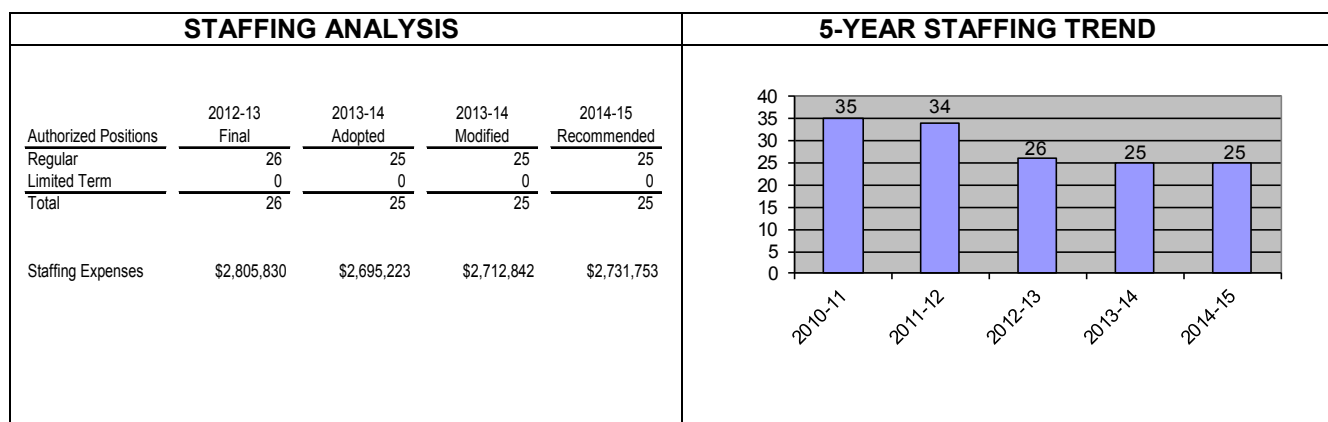 STAFFING ANALYSIS
5-YEAR STAFFING TREND
2012-13 2013-14 2013-14 2014-15
Authorized Positions Final Adopted Modified Recommended
Regular 26 25 25 25
Limited Term 0 0 0 0
Total 26 25 25 25
Staffing Expenses $2,805,830 $2,695,223 $2,712,842 $2,731,753
40
35
30
25
20
15
10
5
0
35 34 26 25 25
2010-11 2011-12 2012-13 2013-14 2014-15